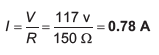 I = V/R = 117 v/150 Ω = 0.78 A